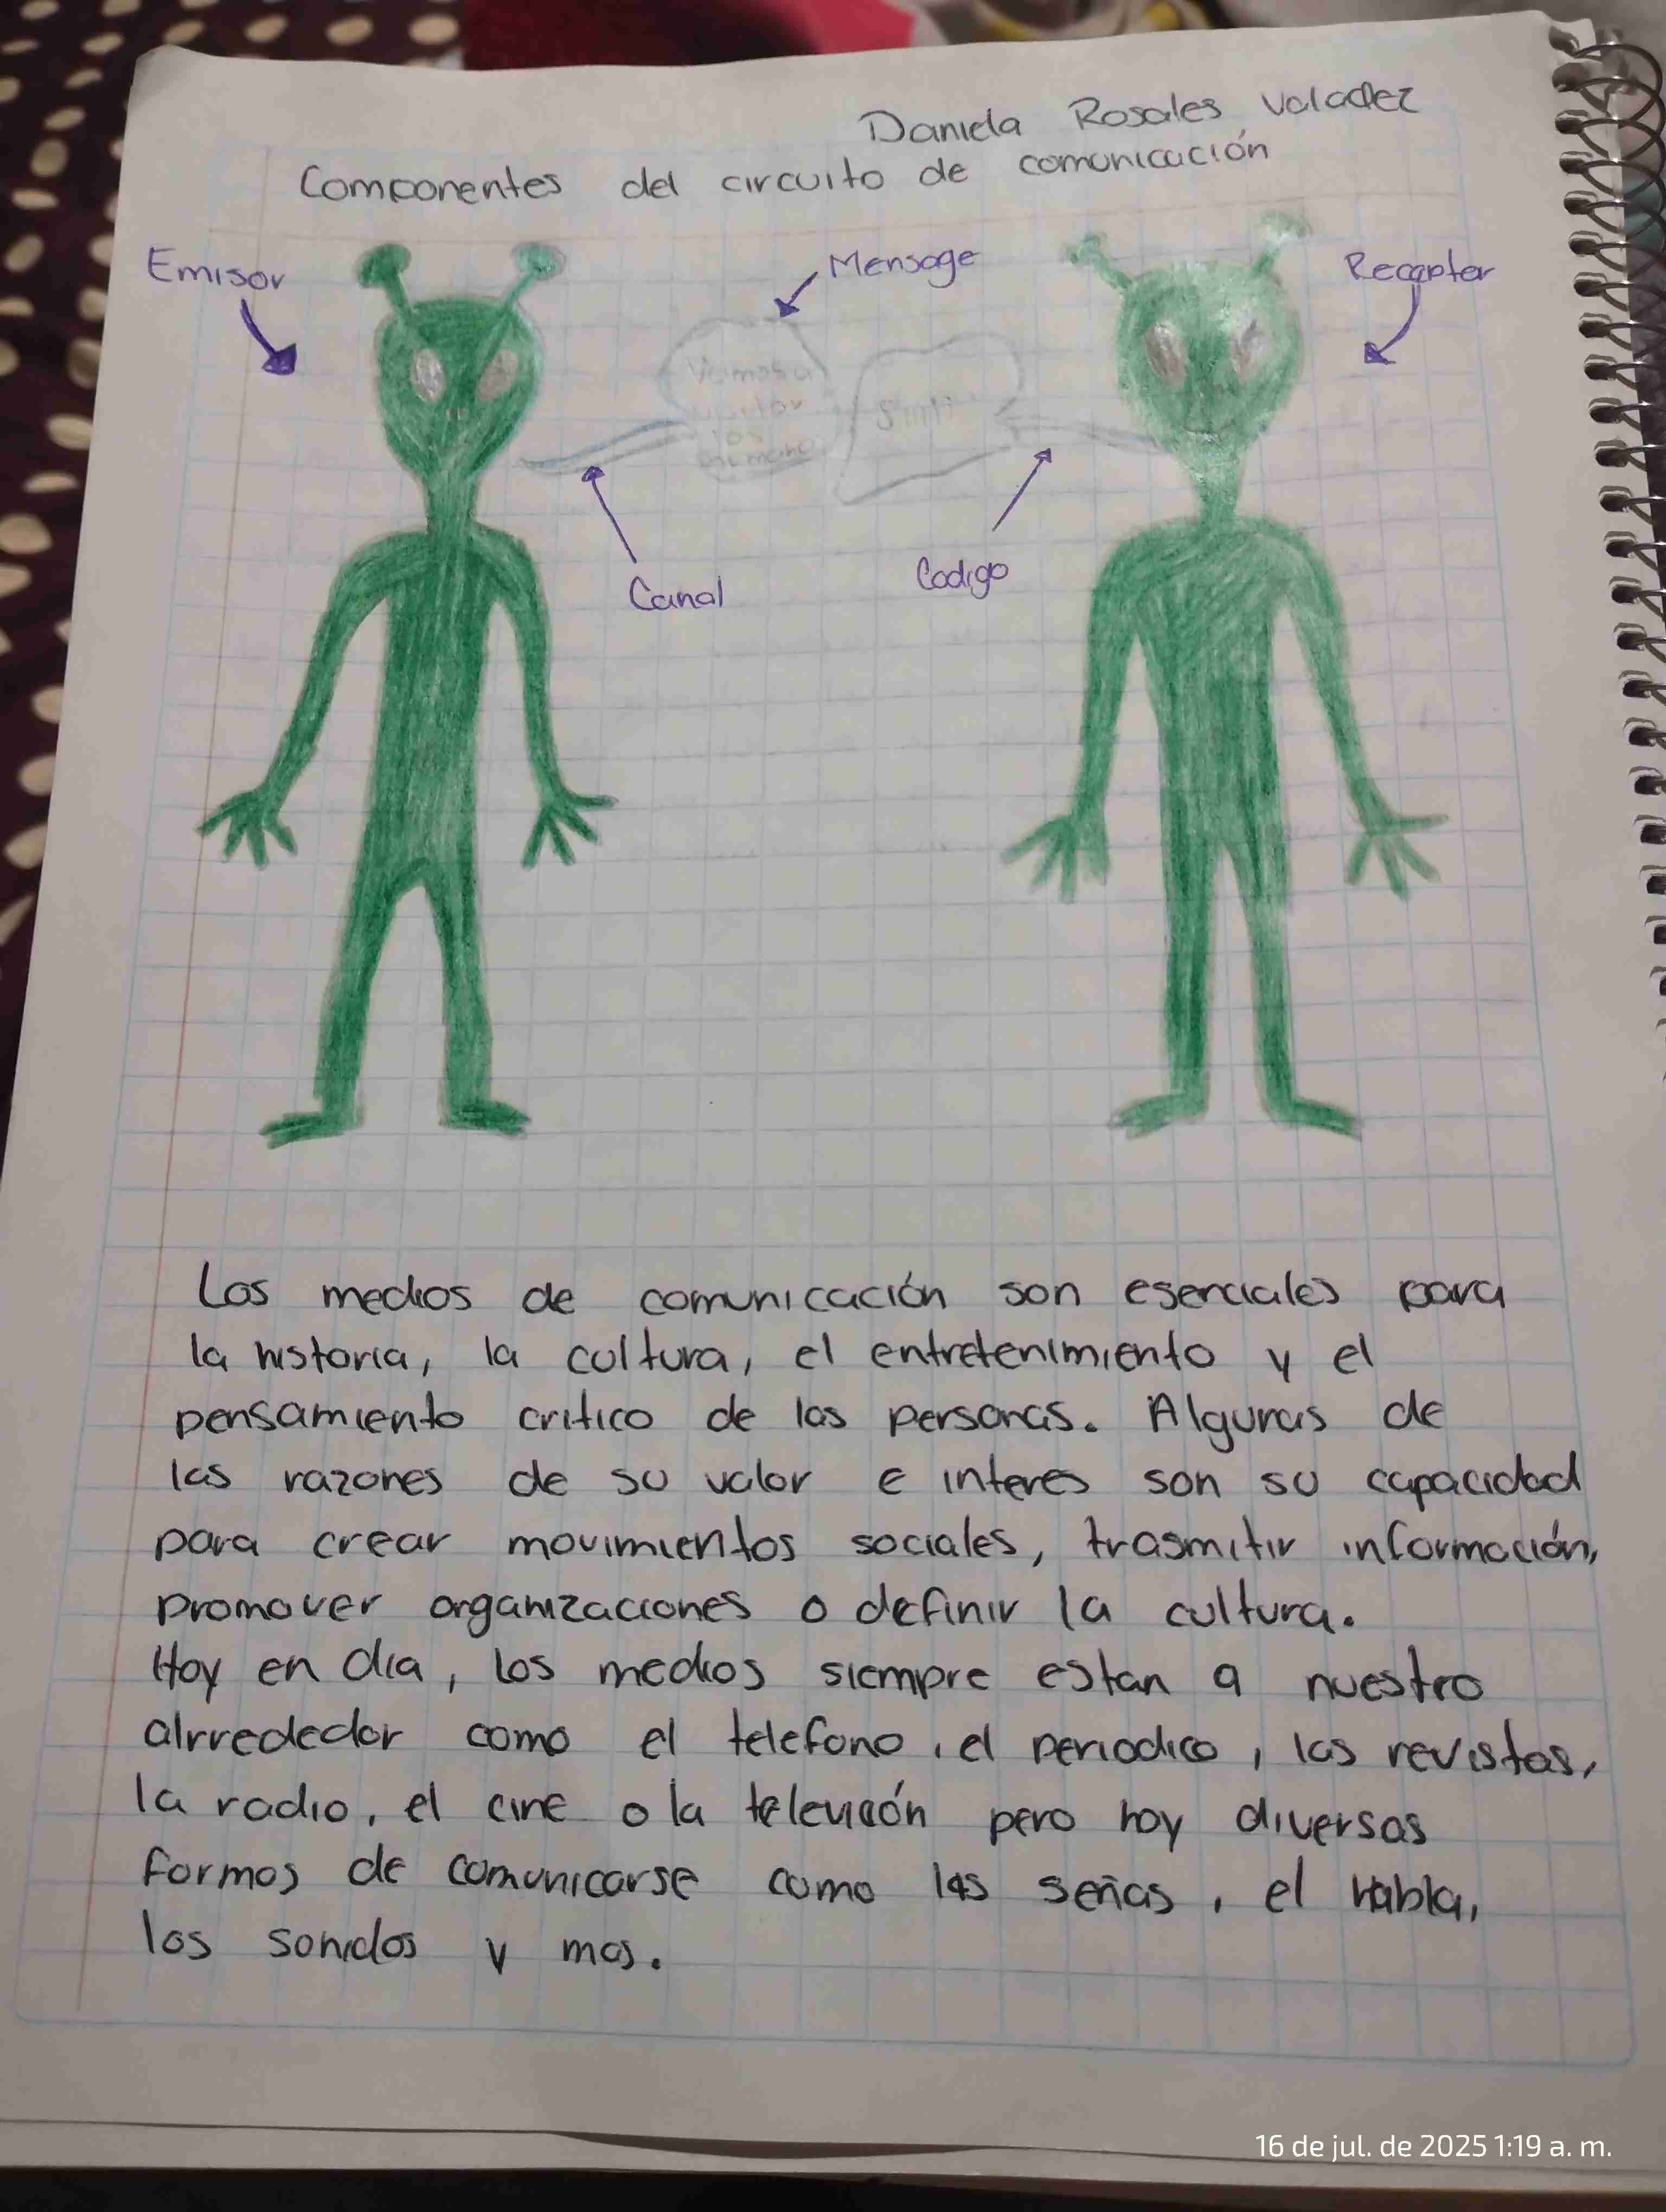 Daniela Rosales Valadez
Componentes del circuito de comunicación
Emisor
Mensage
Receptor
Vamos a
visitar
los
humano
Canal
Codigo
Los medios de comunicación son esenciales para
la historia, la cultura, el entretenimiento y el
pensamiento critico de las personas. Algunas de
las razones de su valor e interes son su capacidad
para crear movimientos sociales, trasmitir información,
promover organizaciones o definir la cultura.
Hoy en dia, los medios siempre estan a nuestro
alrrededor como el telefono, el periodico, las revistas,
la radio, el cine o la televisión pero hoy diversas
formas de comunicarse como las señas, el habla,
los sonidos y mas.
16 de jul. de 2025 1:19 a. m.